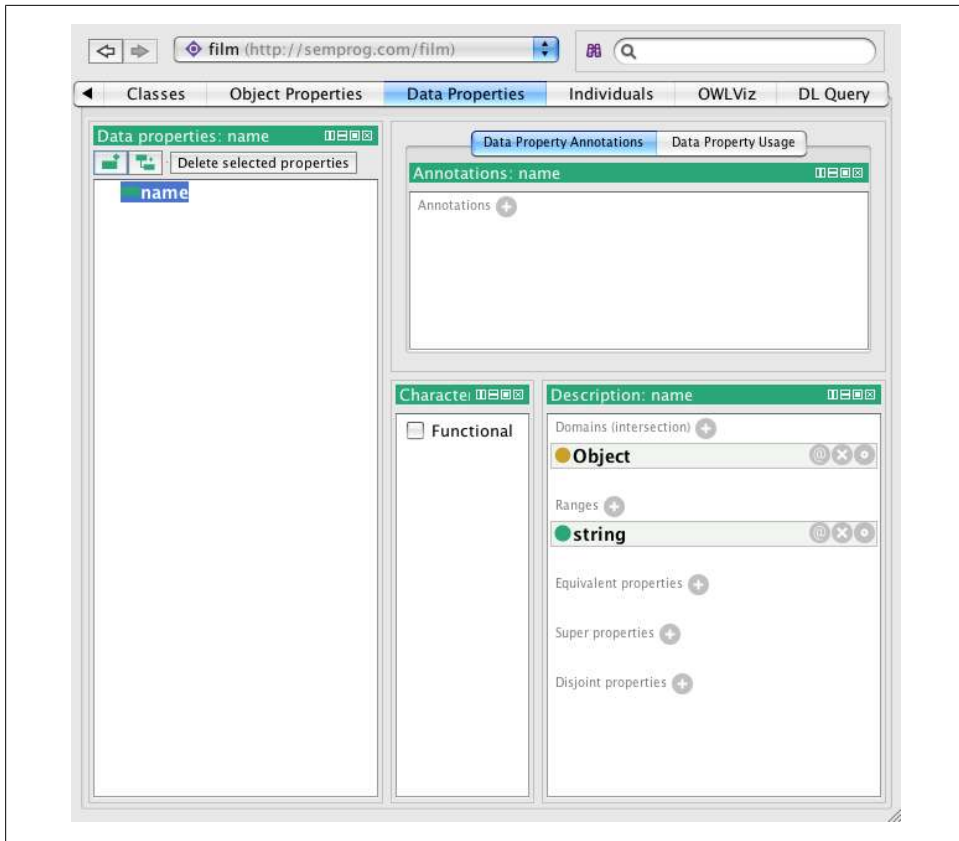 film (http://semprog.com/film)
Classes Object Properties Data Properties Individuals OWLViz DL Query
Data properties: name
Delete selected properties
name
Data Property Annotations Data Property Usage
Annotations: name
Annotations
Characte
Functional
Description: name
Domains (intersection)
Object
Ranges
string
Equivalent properties
Super properties
Disjoint properties